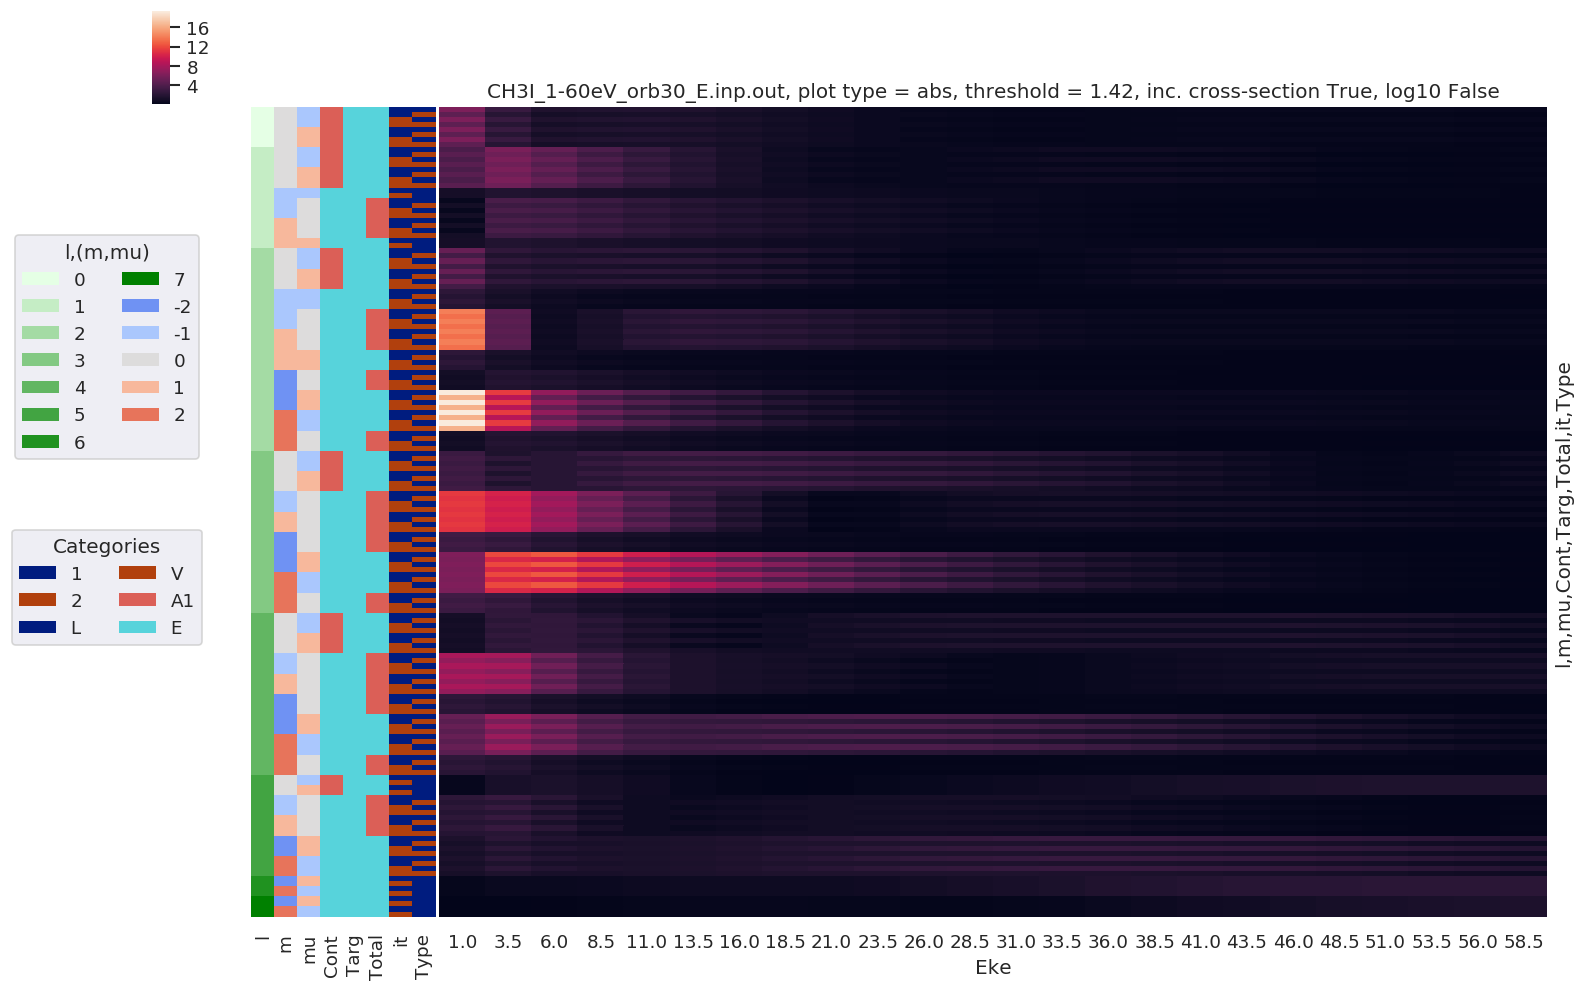 16
12
8
4
CH3I_1-60eV_orb30_E.inp.out, plot type = abs, threshold = 1.42, inc. cross-section True, log10 False
l,(m,mu)
0 7
1 -2
2 -1
3 0
4 1
5 2
6
Categories
1 V
2 A1
L E
l,m,mu,Cont,Targ,Total,it,Type
l m mu Cont Targ Total it Type
1.0 3.5 6.0 8.5 11.0 13.5 16.0 18.5 21.0 23.5 26.0 28.5 31.0 33.5 36.0 38.5 41.0 43.5 46.0 48.5 51.0 53.5 56.0 58.5
Eke